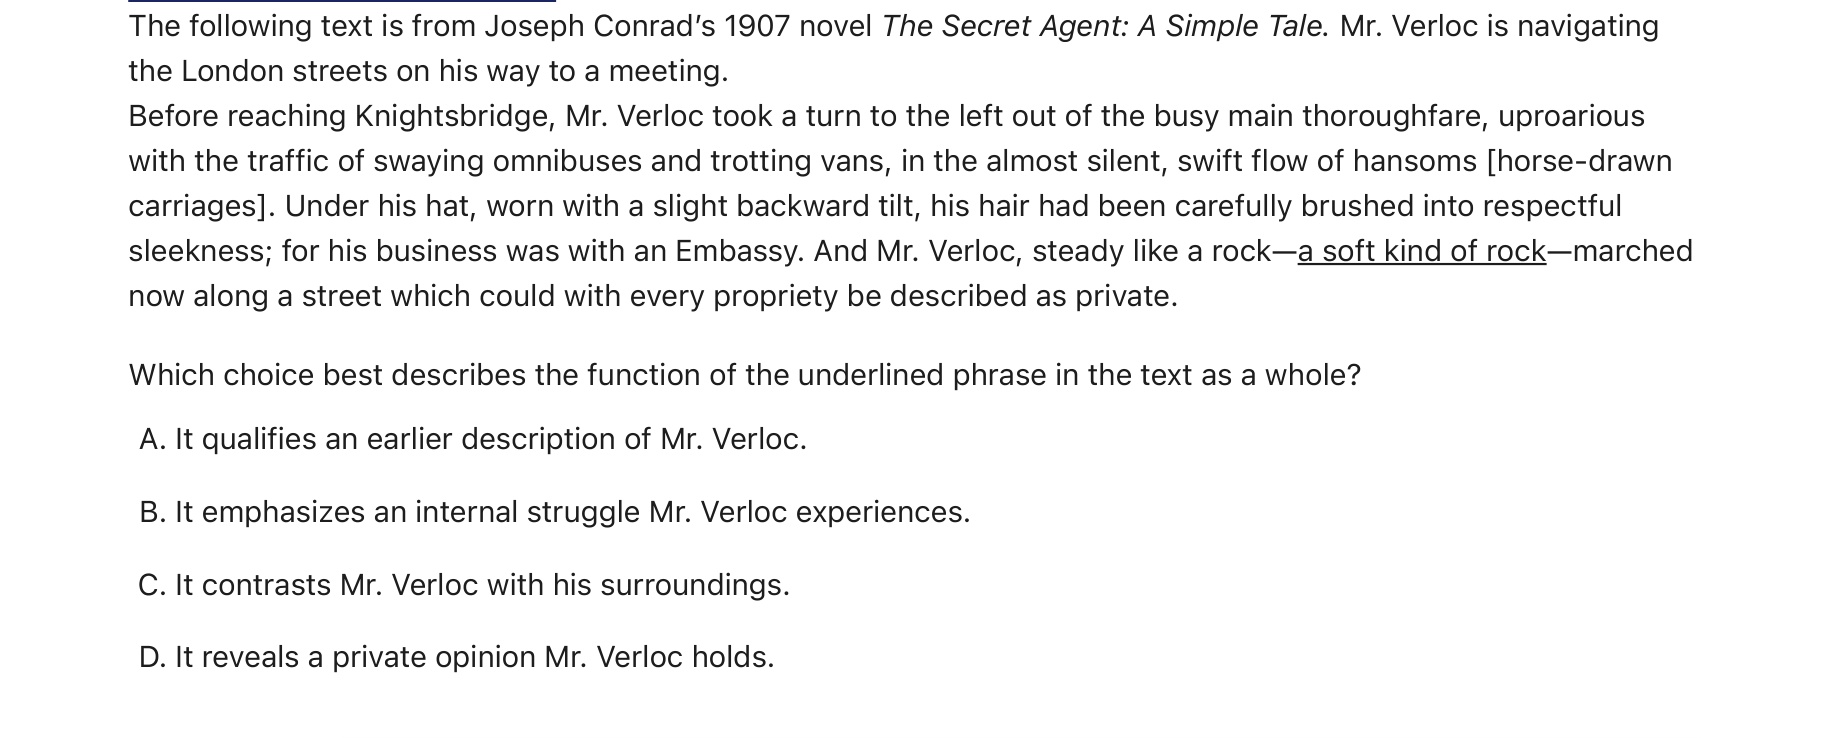 The following text is from Joseph Conrad’s 1907 novel The Secret Agent: A Simple Tale. Mr. Verloc is navigating
the London streets on his way to a meeting.
Before reaching Knightsbridge, Mr. Verloc took a turn to the left out of the busy main thoroughfare, uproarious
with the traffic of swaying omnibuses and trotting vans, in the almost silent, swift flow of hansoms [horse-drawn
carriages]. Under his hat, worn with a slight backward tilt, his hair had been carefully brushed into respectful
sleekness; for his business was with an Embassy. And Mr. Verloc, steady like a rock—a soft kind of rock—marched
now along a street which could with every propriety be described as private.
Which choice best describes the function of the underlined phrase in the text as a whole?
A. It qualifies an earlier description of Mr. Verloc.
B. It emphasizes an internal struggle Mr. Verloc experiences.
C. It contrasts Mr. Verloc with his surroundings.
D. It reveals a private opinion Mr. Verloc holds.